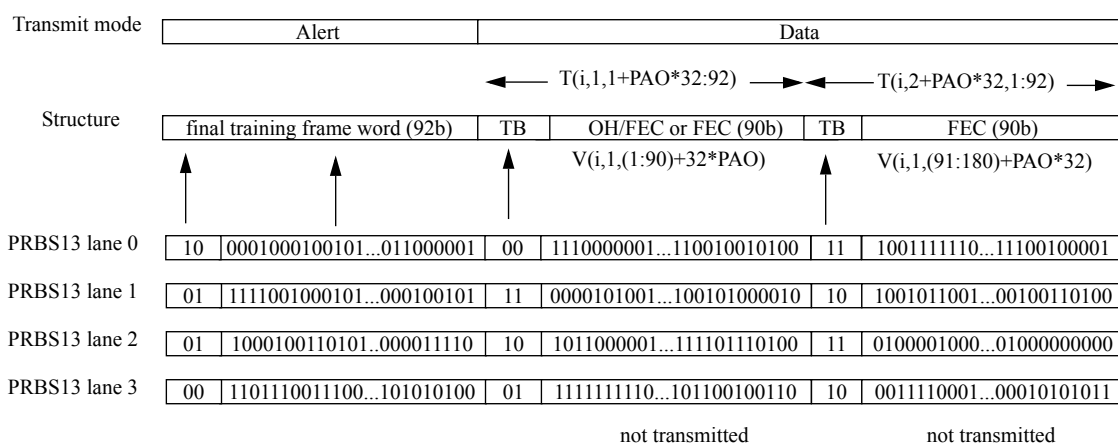 Transmit mode Alert Data
T(i,1,1+PAO*32:92) T(i,2+PAO*32,1:92)
Structure final training frame word (92b) TB OH/FEC or FEC (90b) TB FEC (90b)
V(i,1,(1:90)+32*PAO) V(i,1,(91:180)+PAO*32)
PRBS13 lane 0 10 0001000100101...011000001 00 1110000001...110010010100 11 1001111110...11100100001
PRBS13 lane 1 01 1111001000101...000100101 11 0000101001...100101000010 10 1001011001...00100110100
PRBS13 lane 2 01 1000100110101..000011110 10 1011000001...111101110100 11 0100001000...01000000000
PRBS13 lane 3 00 1101110011100...101010100 01 1111111110...101100100110 10 0011110001...00010101011
not transmitted not transmitted